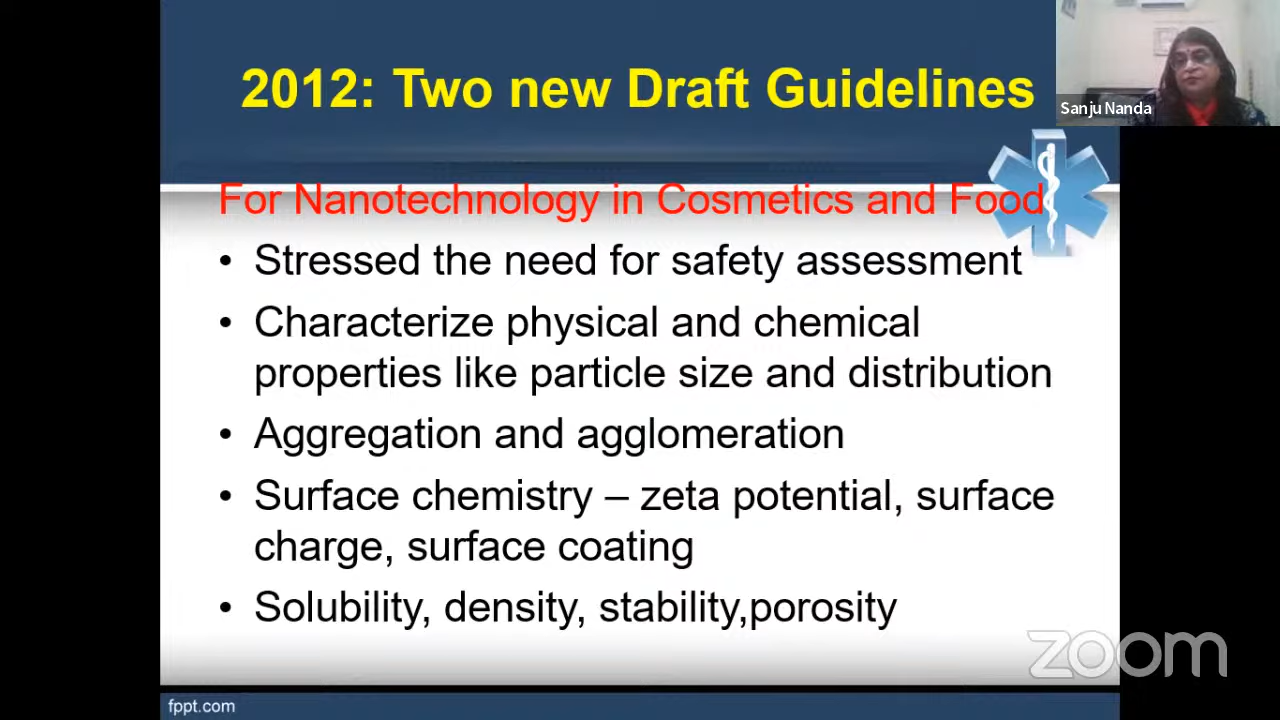 2012: Two new Draft Guidelines
Sanju Nanda
For Nanotechnology in Cosmetics and Food
• Stressed the need for safety assessment
• Characterize physical and chemical
properties like particle size and distribution
• Aggregation and agglomeration
• Surface chemistry – zeta potential, surface
charge, surface coating
• Solubility, density, stability,porosity
zoom
fppt.com